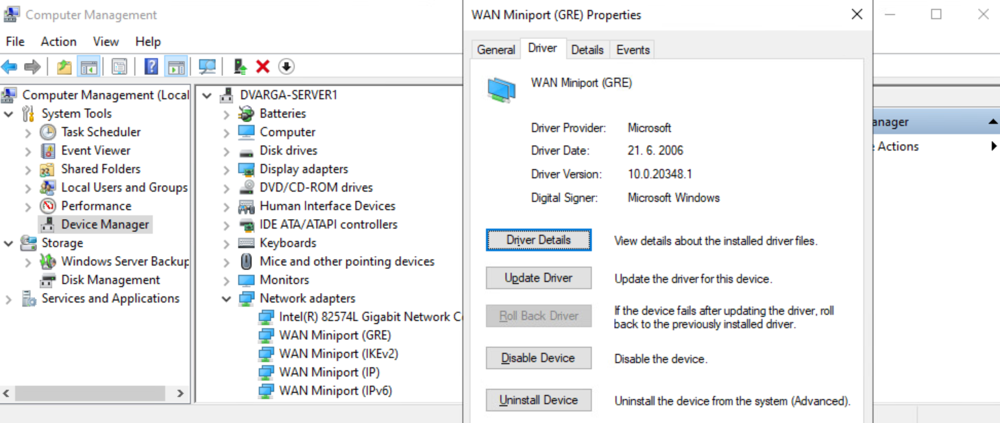 Computer Management
File Action View Help
Computer Management (Local
System Tools
Task Scheduler
Event Viewer
Shared Folders
Local Users and Groups
Performance
Device Manager
Storage
Windows Server Backup
Disk Management
Services and Applications
DVARGA-SERVER1
Batteries
Computer
Disk drives
Display adapters
DVD/CD-ROM drives
Human Interface Devices
IDE ATA/ATAPI controllers
Keyboards
Mice and other pointing devices
Monitors
Network adapters
Intel(R) 82574L Gigabit Network C
WAN Miniport (GRE)
WAN Miniport (IKEv2)
WAN Miniport (IP)
WAN Miniport (IPv6)
WAN Miniport (GRE) Properties
General Driver Details Events
WAN Miniport (GRE)
Driver Provider: Microsoft
Driver Date: 21. 6. 2006
Driver Version: 10.0.20348.1
Digital Signer: Microsoft Windows
Driver Details View details about the installed driver files.
Update Driver Update the driver for this device.
Roll Back Driver If the device fails after updating the driver, roll
back to the previously installed driver.
Disable Device Disable the device.
Uninstall Device Uninstall the device from the system (Advanced).
anager
Actions